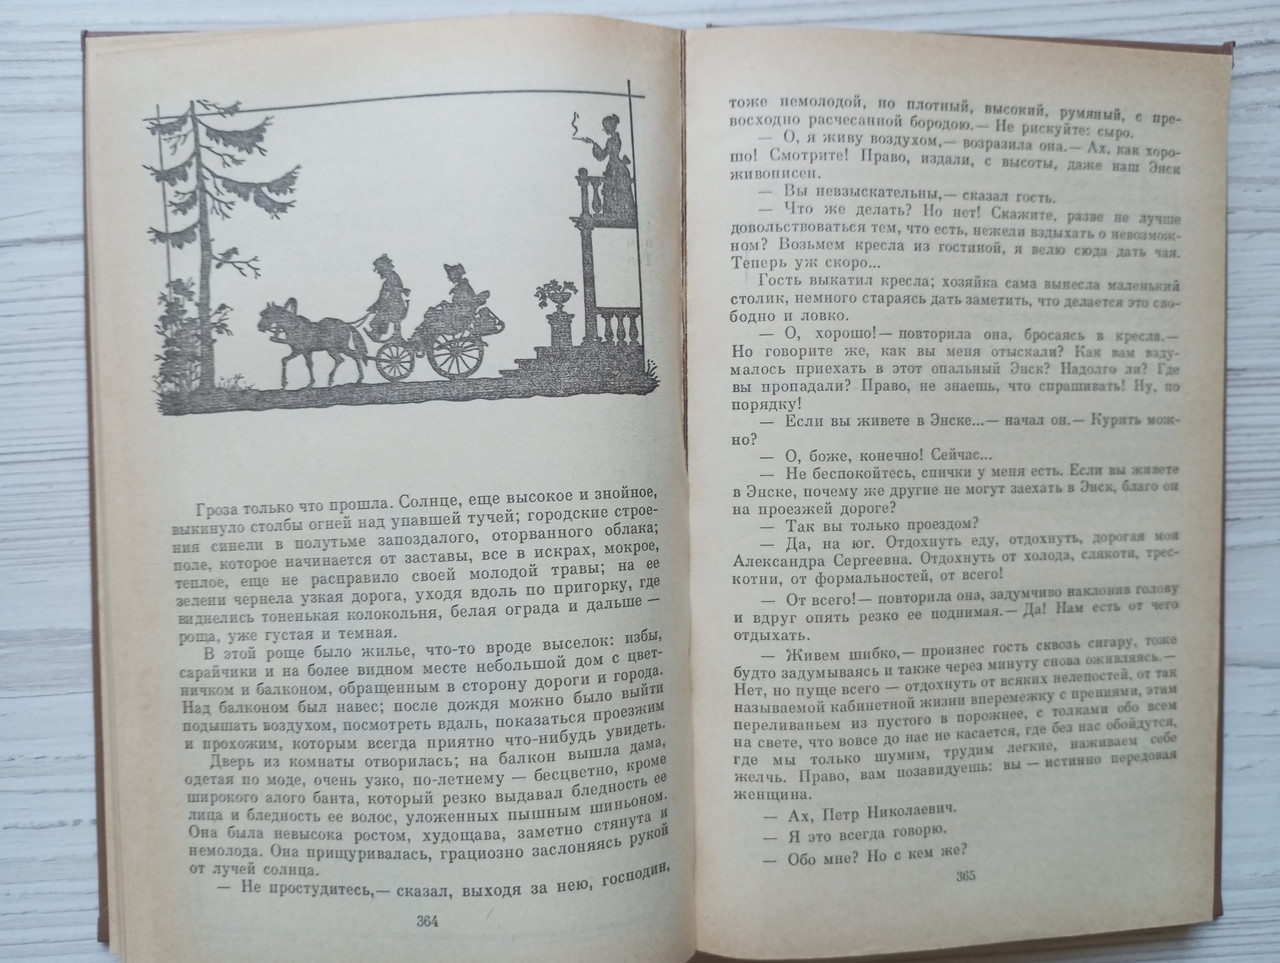 Гроза только что прошла. Солнце, еще высокое и знойное,
выкинуло столбы огней над упавшей тучей; городские строе-
ния синели в полутьме запоздалого, оторванного облака;
поле, которое начинается от заставы, все в искрах, мокрое,
теплое, еще не расправило своей молодой травы; на ее
зелени чернела узкая дорога, уходя вдоль по пригорку, где
виднелись тоненькая колокольня, белая ограда и дальше —
роща, уже густая и темная.
В этой роще было жилье, что-то вроде выселок: избы,
сарайчики и на более видном месте небольшой дом с цвет-
ничком и балконом, обращенным в сторону дороги и города.
Над балконом был навес; после дождя можно было выйти
подышать воздухом, посмотреть вдаль, показаться проезжим
и прохожим, которым всегда приятно что-нибудь увидеть.
Дверь из комнаты отворилась; на балкон вышла дама,
одетая по моде, очень узко, по-летнему — бесцветно, кроме
широкого алого банта, который резко выдавал бледность ее
лица и бледность ее волос, уложенных пышным шиньоном.
Она была невысока ростом, худощава, заметно стянута и
немолода. Она прищуривалась, грациозно заслоняясь рукой
от лучей солнца.
— Не простудитесь,— сказал, выходя за нею, господин,
364
тоже немолодой, но плотный, высокий, румяный, с пре-
восходно расчесанной бородою.— Не рискуйте: сыро.
— О, я живу воздухом,— возразила она.— Ах, как хоро-
шо! Смотрите! Право, издали, с высоты, даже наш Энск
живописен.
— Вы невзыскательны,— сказал гость.
— Что же делать? Но нет! Скажите, разве не лучше
довольствоваться тем, что есть, нежели вздыхать о невозмож-
ном? Возьмем кресла из гостиной, я велю сюда дать чая.
Теперь уж скоро...
Гость выкатил кресла; хозяйка сама вынесла маленький
столик, немного стараясь дать заметить, что делается это сво-
бодно и ловко.
— О, хорошо!— повторила она, бросаясь в кресла.—
Но говорите же, как вы меня отыскали? Как вам взду-
малось приехать в этот опальный Энск? Надолго ли? Где
вы пропадали? Право, не знаешь, что спрашивать! Ну, по
порядку!
— Если вы живете в Энске...— начал он.— Курить мож-
но?
— О, боже, конечно! Сейчас...
— Не беспокойтесь, спички у меня есть. Если вы живете
в Энске, почему же другие не могут заехать в Энск, благо он
на проезжей дороге?
— Так вы только проездом?
— Да, на юг. Отдохнуть еду, отдохнуть, дорогая моя
Александра Сергеевна. Отдохнуть от холода, слякоти, трес-
котни, от формальностей, от всего!
— От всего!— повторила она, задумчиво наклонив голову
и вдруг опять резко ее поднимая.— Да! Нам есть от чего
отдыхать.
— Живем шибко,— произнес гость сквозь сигару, тоже
будто задумываясь и также через минуту снова оживляясь.—
Нет, но пуще всего — отдохнуть от всяких нелепостей, от так
называемой кабинетной жизни вперемежку с прениями, этим
переливаньем из пустого в порожнее, с толками обо всем
на свете, что вовсе до нас не касается, где без нас обойдутся,
где мы только шумим, трудим легкие, наживаем себе
желчь. Право, вам позавидуешь: вы — истинно передовая
женщина.
— Ах, Петр Николаевич.
— Я это всегда говорю.
— Обо мне? Но с кем же?
365